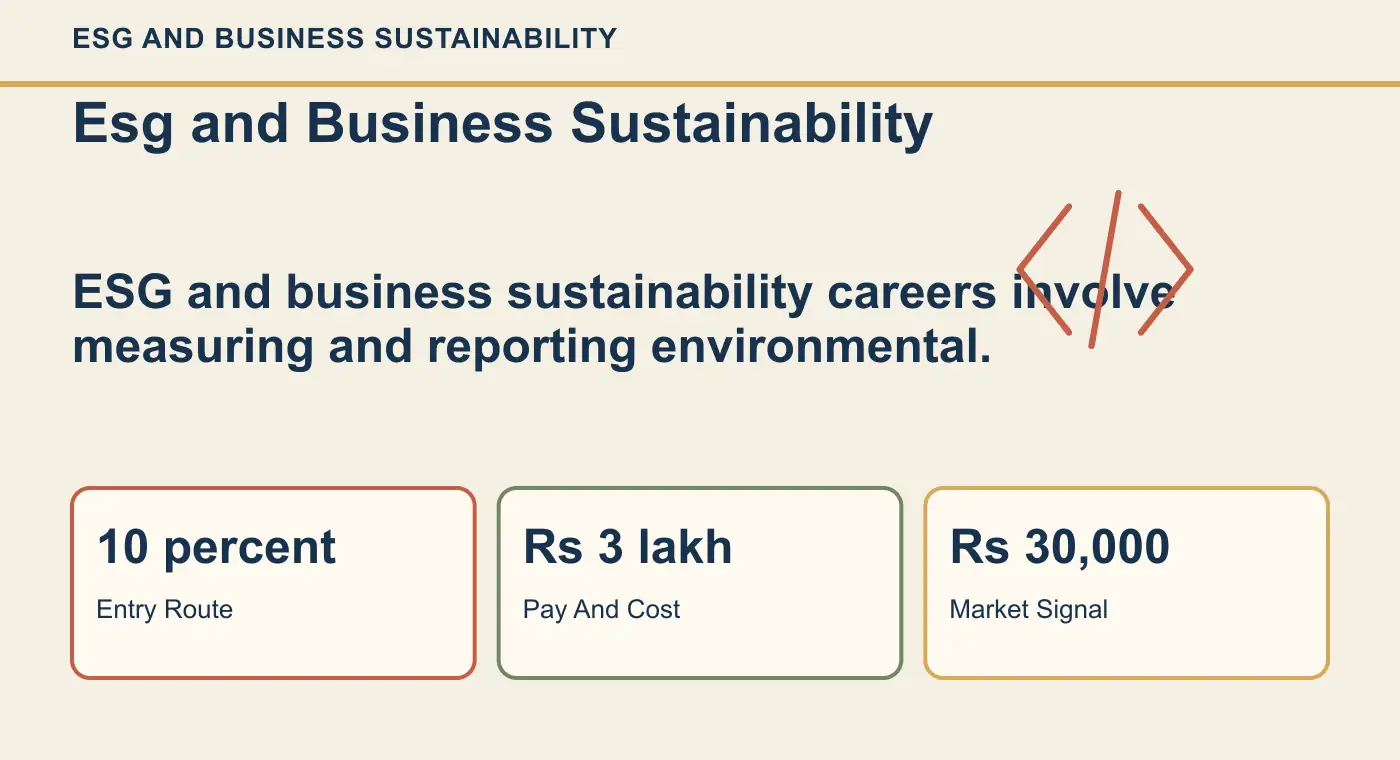 ESG AND BUSINESS SUSTAINABILITY
Esg and Business Sustainability
ESG and business sustainability careers involve
measuring and reporting environmental.
10 percent
Entry Route
Rs 3 lakh
Pay And Cost
Rs 30,000
Market Signal